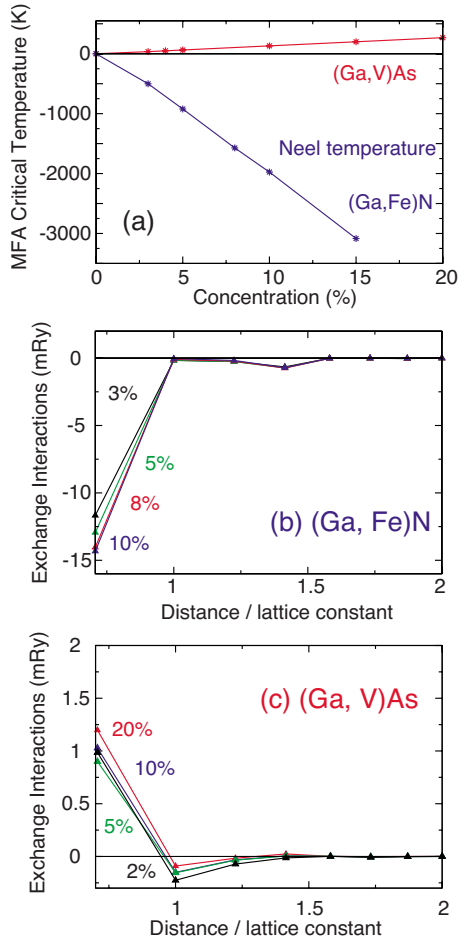 MFA Critical Temperature (K)
0
-1000
-2000
-3000
(Ga,V)As
Neel temperature
(Ga,Fe)N
(a)
0 5 10 15 20
Concentration (%)
Exchange Interactions (mRy)
0
-5
-10
-15
3%
5%
8%
10%
(b) (Ga, Fe)N
1 1.5 2
Distance / lattice constant
Exchange Interactions (mRy)
2
1.5
1
0.5
0
(c) (Ga, V)As
20%
10%
5%
2%
1 1.5 2
Distance / lattice constant